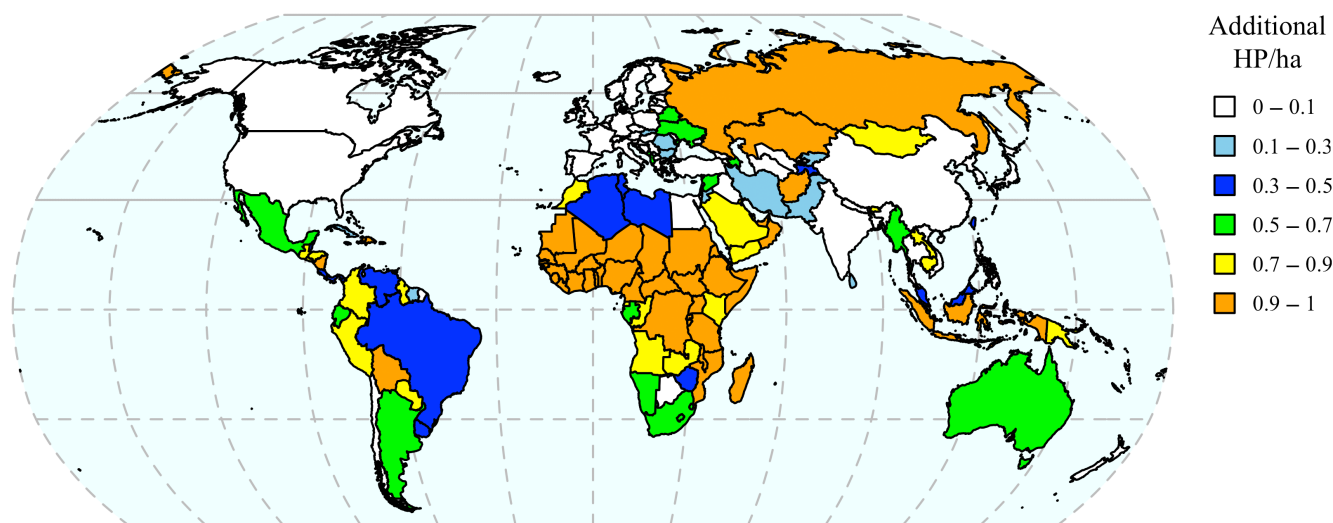 Additional
HP/ha
0 – 0.1
0.1 – 0.3
0.3 – 0.5
0.5 – 0.7
0.7 – 0.9
0.9 – 1